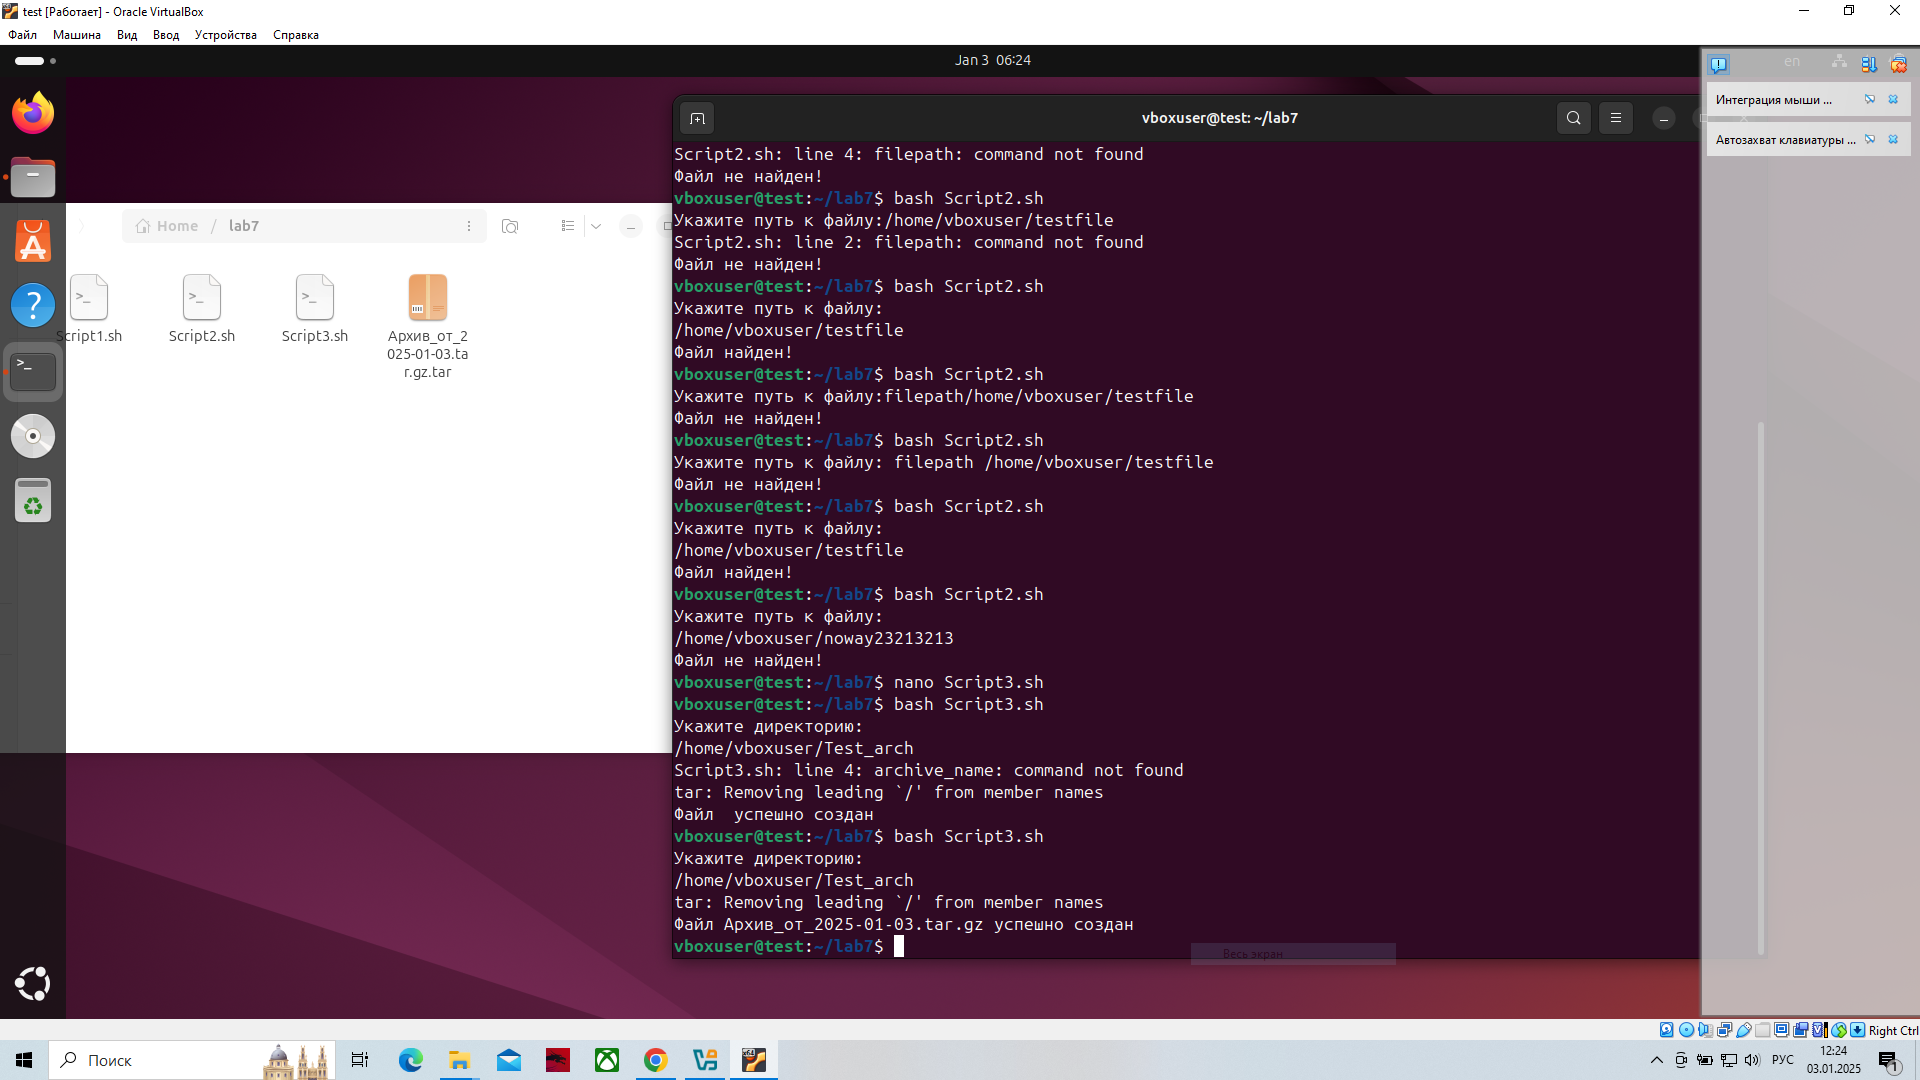 test [Работает] - Oracle VirtualBox
Файл Машина Вид Ввод Устройства Справка
Jan 3 06:24
en
Интеграция мыши ...
Автозахват клавиатуры ...
Home / lab7
Script1.sh
Script2.sh
Script3.sh
Архив_от_2
025-01-03.ta
r.gz.tar
vboxuser@test: ~/lab7
Script2.sh: line 4: filepath: command not found
Файл не найден!
vboxuser@test:~/lab7$ bash Script2.sh
Укажите путь к файлу:/home/vboxuser/testfile
Script2.sh: line 2: filepath: command not found
Файл не найден!
vboxuser@test:~/lab7$ bash Script2.sh
Укажите путь к файлу:
/home/vboxuser/testfile
Файл найден!
vboxuser@test:~/lab7$ bash Script2.sh
Укажите путь к файлу:filepath/home/vboxuser/testfile
Файл не найден!
vboxuser@test:~/lab7$ bash Script2.sh
Укажите путь к файлу: filepath /home/vboxuser/testfile
Файл не найден!
vboxuser@test:~/lab7$ bash Script2.sh
Укажите путь к файлу:
/home/vboxuser/testfile
Файл найден!
vboxuser@test:~/lab7$ bash Script2.sh
Укажите путь к файлу:
/home/vboxuser/noway23213213
Файл не найден!
vboxuser@test:~/lab7$ nano Script3.sh
vboxuser@test:~/lab7$ bash Script3.sh
Укажите директорию:
/home/vboxuser/Test_arch
Script3.sh: line 4: archive_name: command not found
tar: Removing leading `/' from member names
Файл  успешно создан
vboxuser@test:~/lab7$ bash Script3.sh
Укажите директорию:
/home/vboxuser/Test_arch
tar: Removing leading `/' from member names
Файл Архив_от_2025-01-03.tar.gz успешно создан
vboxuser@test:~/lab7$
Весь экран
Right Ctrl
Поиск
РУС
12:24
03.01.2025
1